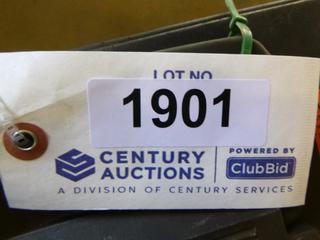 LOT NO.
1901
CENTURY AUCTIONS
POWERED BY
ClubBid
A DIVISION OF CENTURY SERVICES